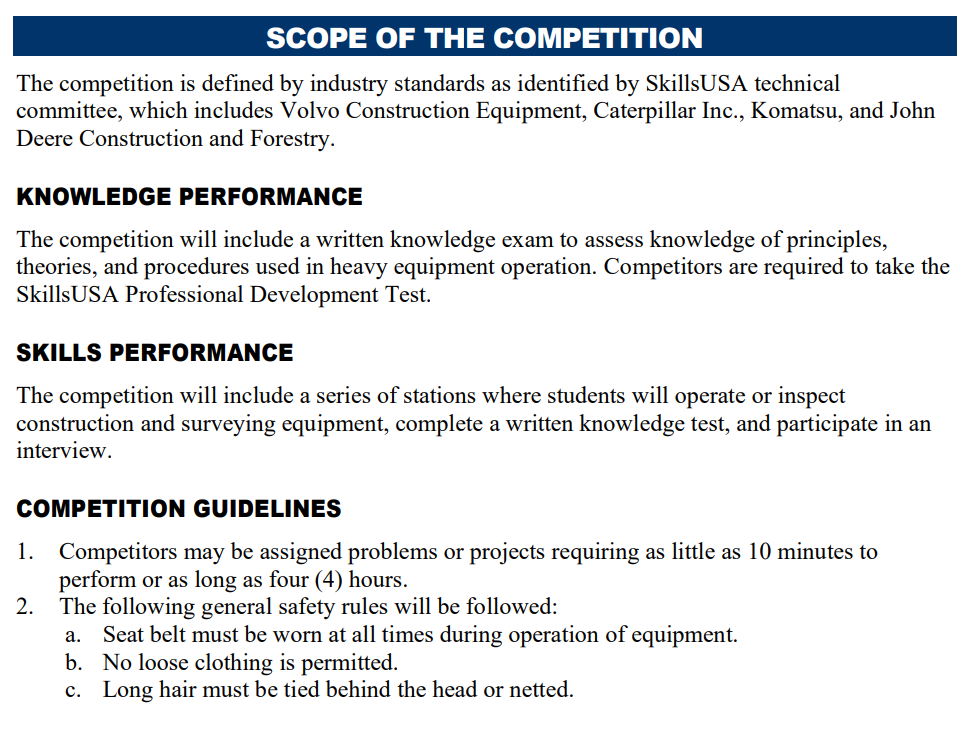 SCOPE OF THE COMPETITION
The competition is defined by industry standards as identified by SkillsUSA technical
committee, which includes Volvo Construction Equipment, Caterpillar Inc., Komatsu, and John
Deere Construction and Forestry.
KNOWLEDGE PERFORMANCE
The competition will include a written knowledge exam to assess knowledge of principles,
theories, and procedures used in heavy equipment operation. Competitors are required to take the
SkillsUSA Professional Development Test.
SKILLS PERFORMANCE
The competition will include a series of stations where students will operate or inspect
construction and surveying equipment, complete a written knowledge test, and participate in an
interview.
COMPETITION GUIDELINES
1. Competitors may be assigned problems or projects requiring as little as 10 minutes to
perform or as long as four (4) hours.
2. The following general safety rules will be followed:
a. Seat belt must be worn at all times during operation of equipment.
b. No loose clothing is permitted.
c. Long hair must be tied behind the head or netted.